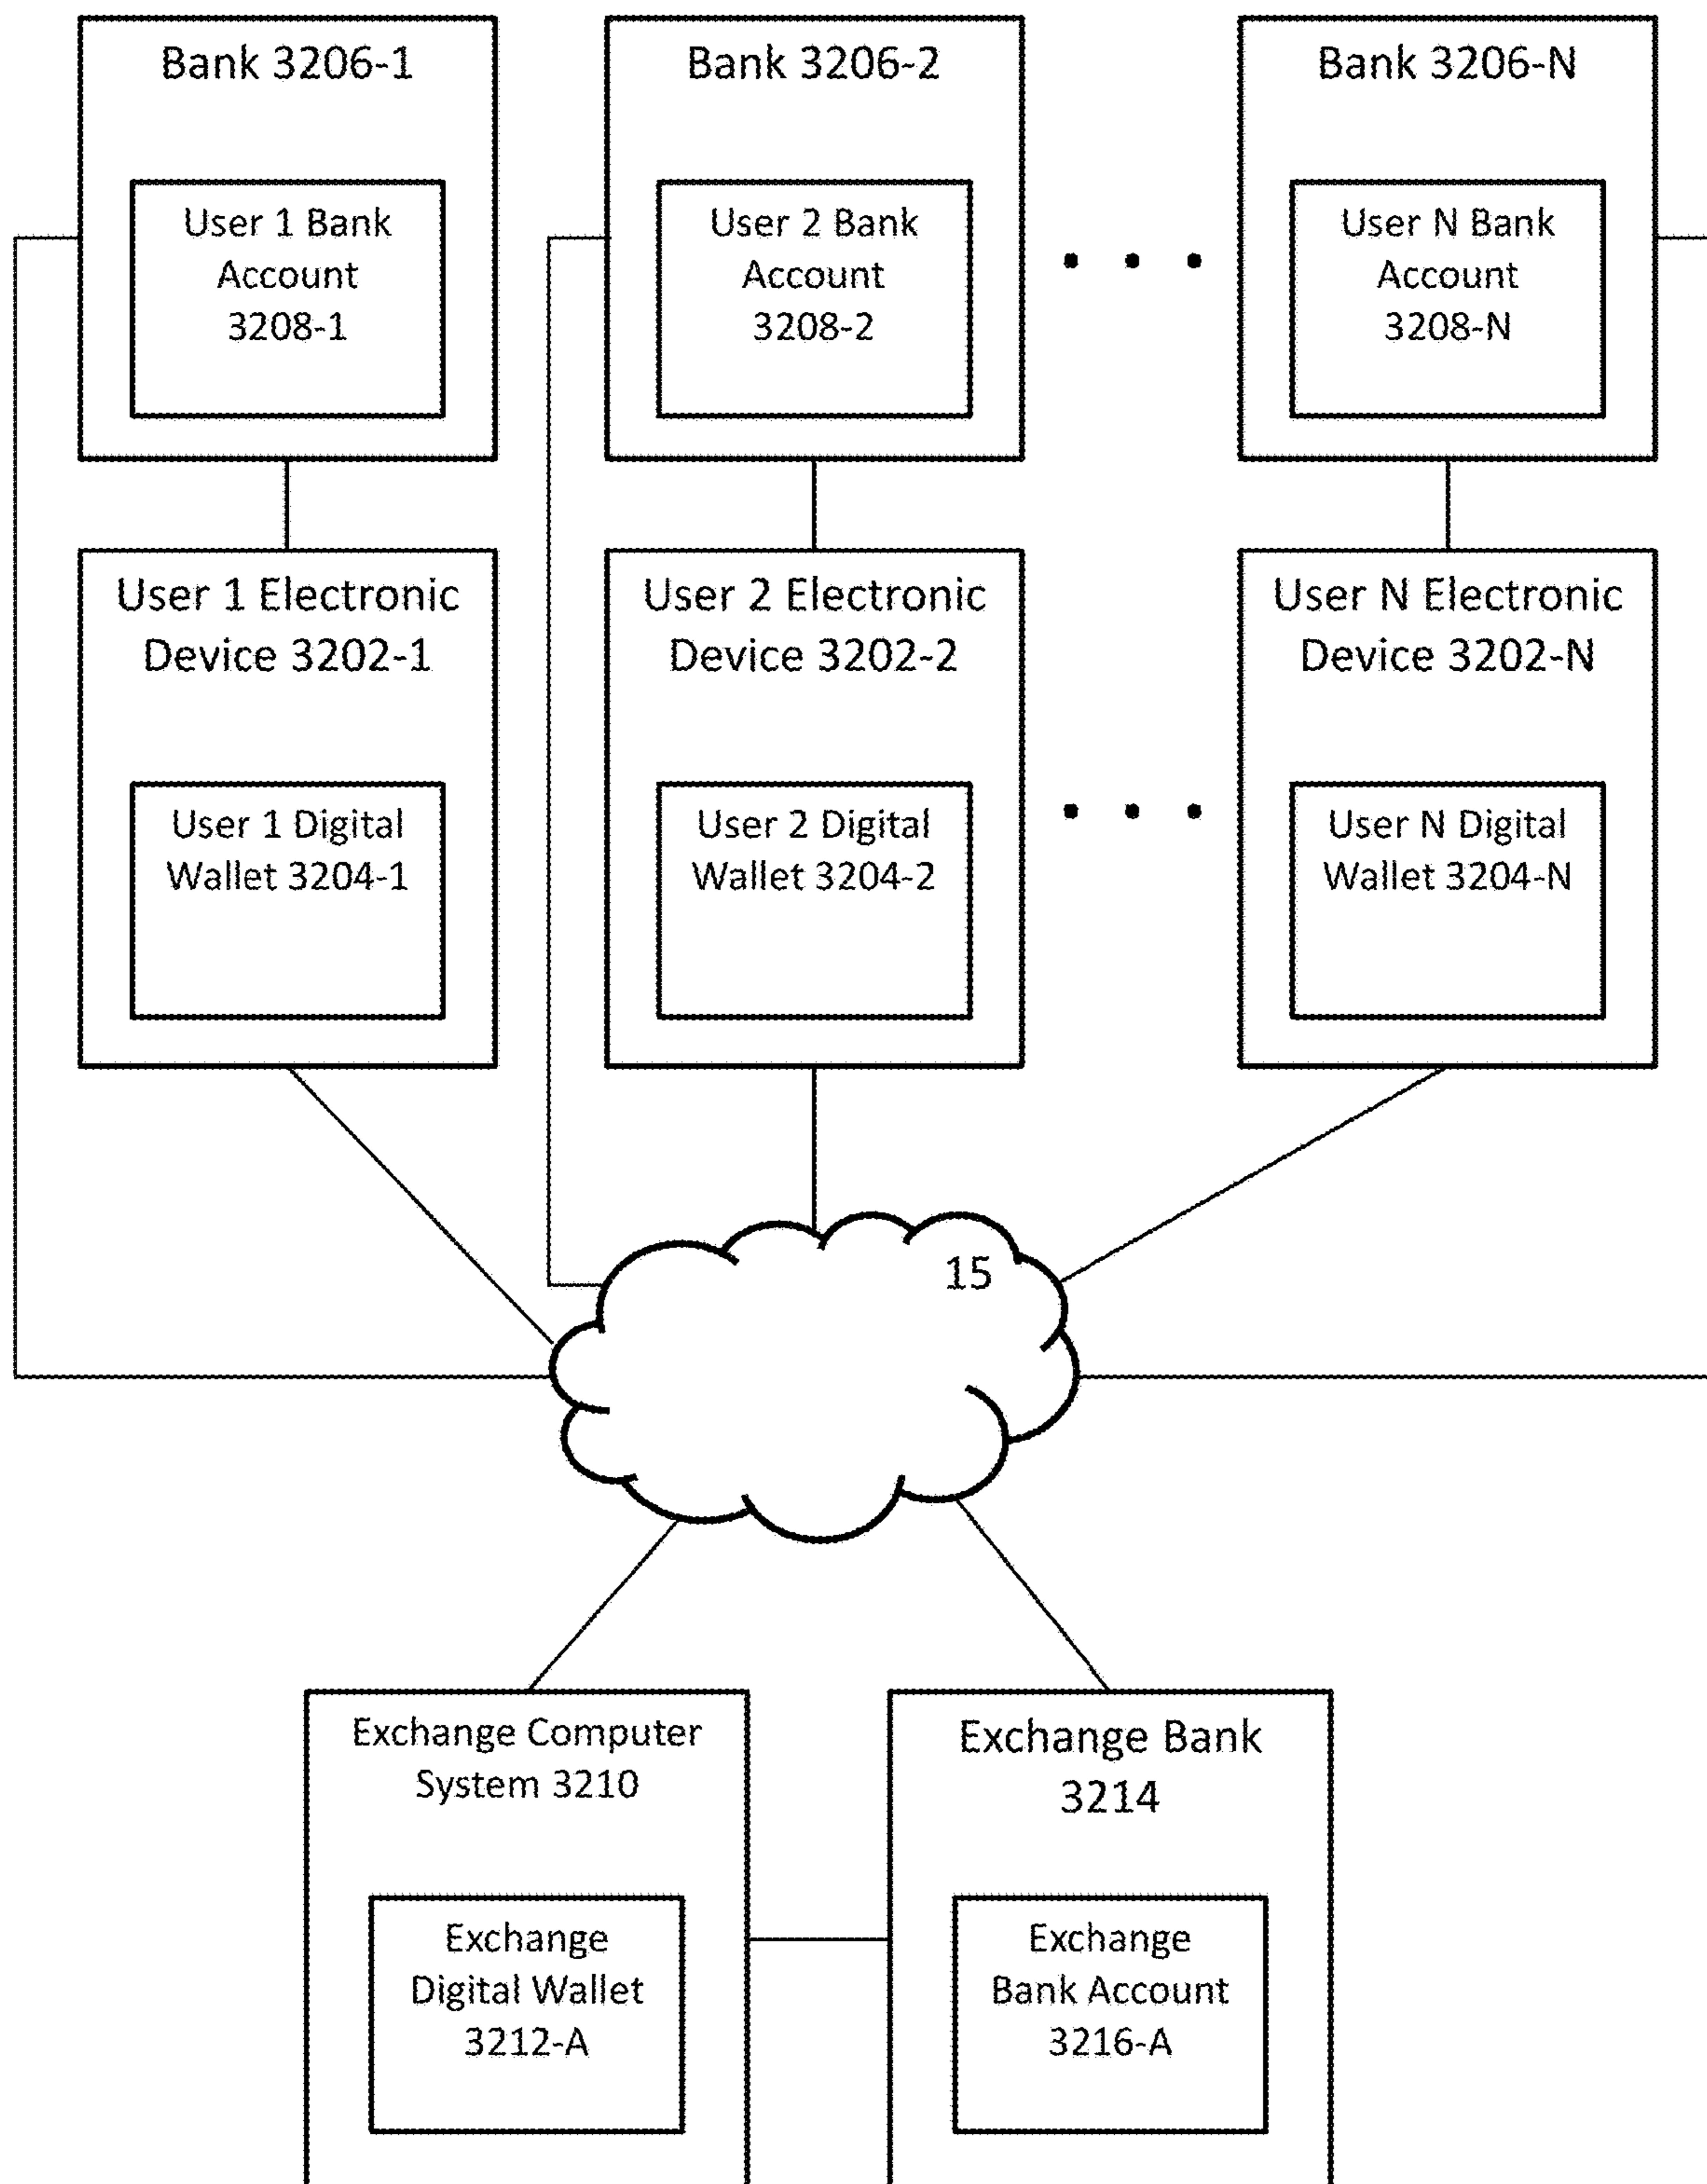 Bank 3206-1
User 1 Bank
Account
3208-1
Bank 3206-2
User 2 Bank
Account
3208-2
Bank 3206-N
User N Bank
Account
3208-N
User 1 Electronic
Device 3202-1
User 1 Digital
Wallet 3204-1
User 2 Electronic
Device 3202-2
User 2 Digital
Wallet 3204-2
User N Electronic
Device 3202-N
User N Digital
Wallet 3204-N
15
Exchange Computer
System 3210
Exchange
Digital Wallet
3212-A
Exchange Bank
3214
Exchange
Bank Account
3216-A